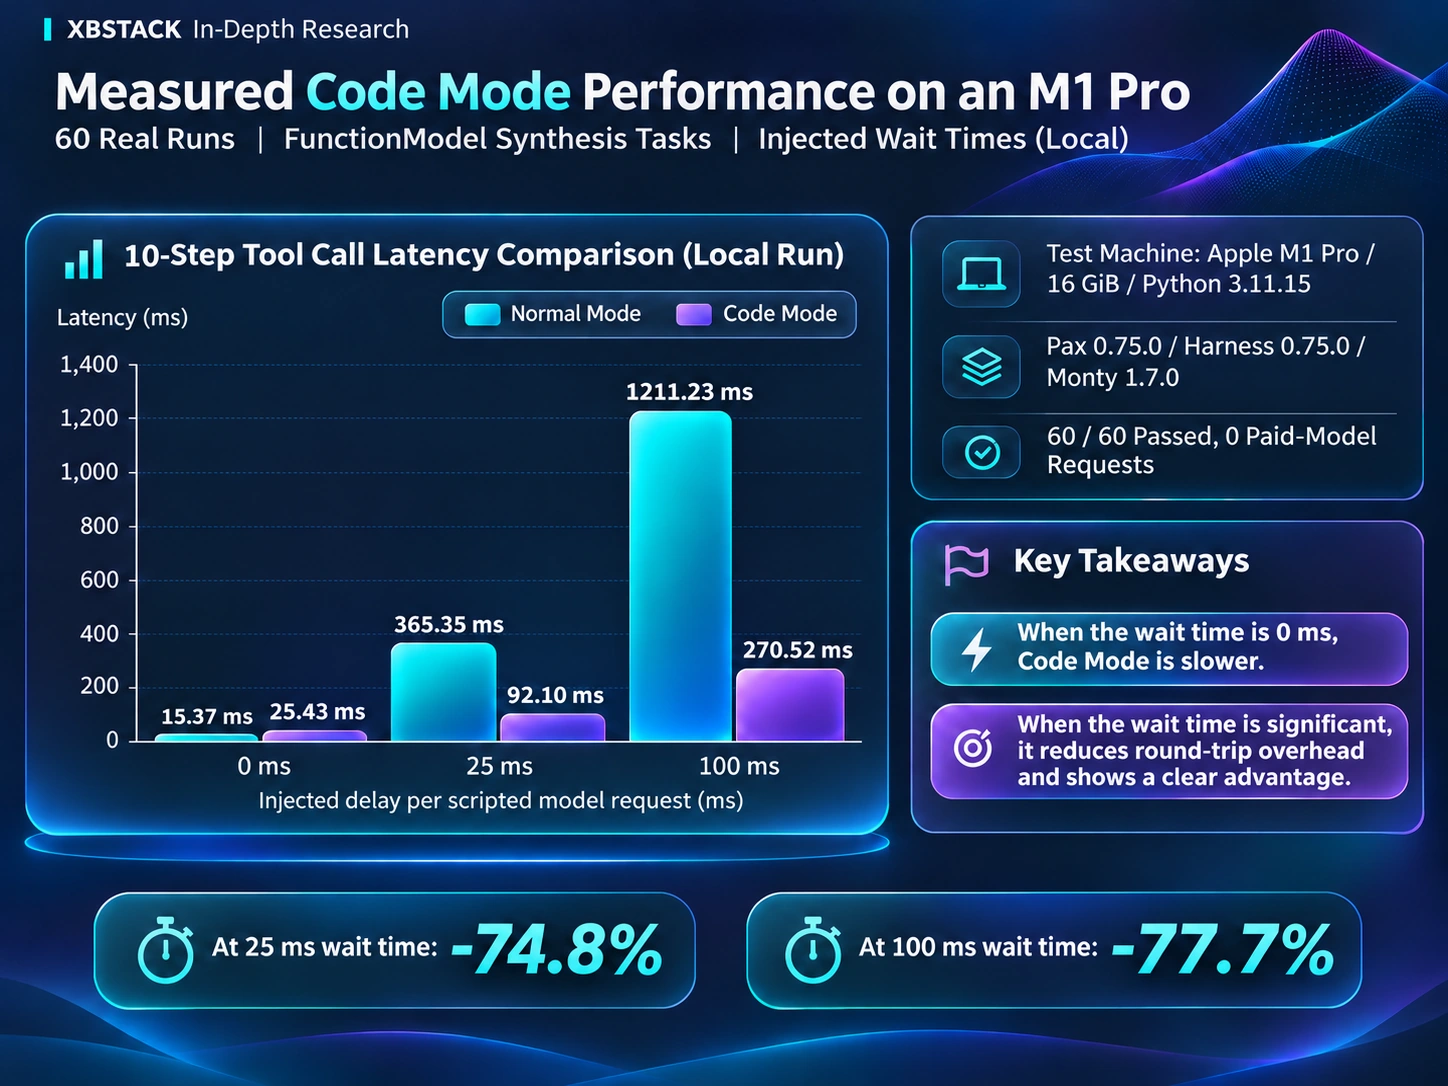 XBSTACK In-Depth Research
Measured Code Mode Performance on an M1 Pro
60 Real Runs | FunctionModel Synthesis Tasks | Injected Wait Times (Local)
10-Step Tool Call Latency Comparison (Local Run)
Latency (ms)
Normal Mode
Code Mode
1,400
1,200
1,000
800
600
400
200
0
15.37 ms
25.43 ms
365.35 ms
92.10 ms
1211.23 ms
270.52 ms
0 ms
25 ms
100 ms
Injected delay per scripted model request (ms)
Test Machine: Apple M1 Pro /
16 GiB / Python 3.11.15
Pax 0.75.0 / Harness 0.75.0 /
Monty 1.7.0
60 / 60 Passed, 0 Paid-Model
Requests
Key Takeaways
When the wait time is 0 ms,
Code Mode is slower.
When the wait time is significant,
it reduces round-trip overhead
and shows a clear advantage.
At 25 ms wait time: -74.8%
At 100 ms wait time: -77.7%